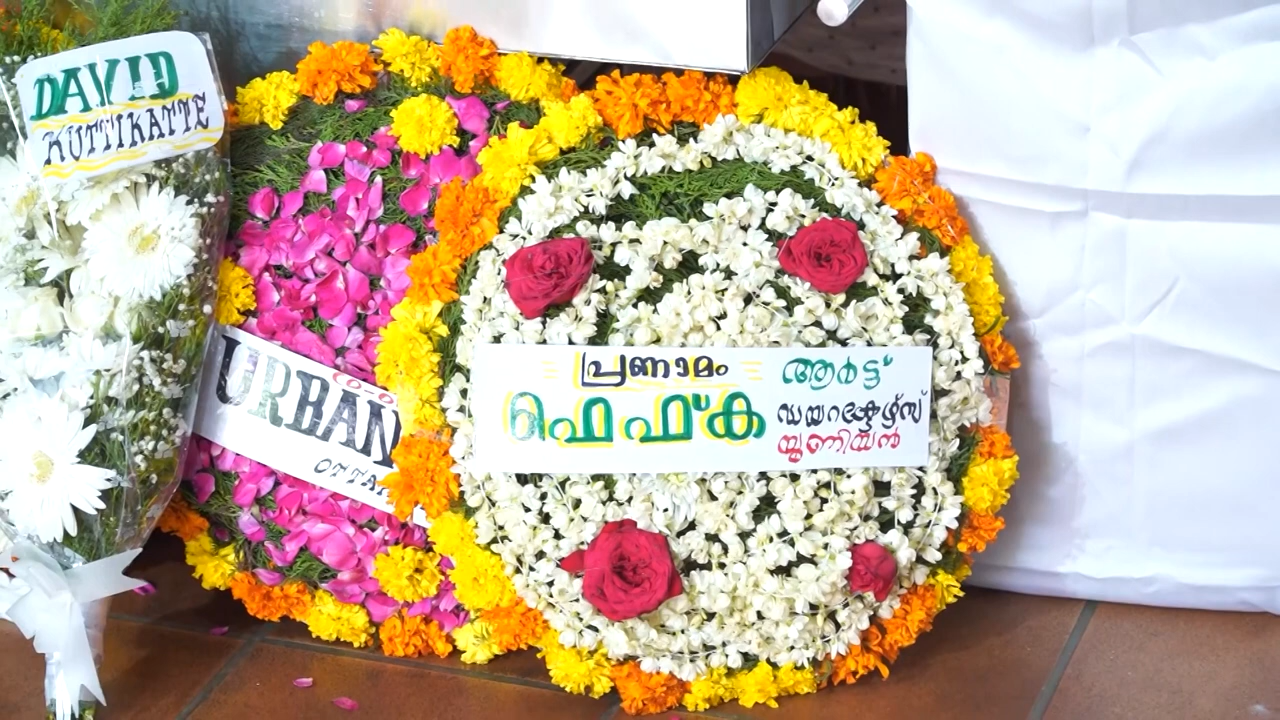 DAVID
KUTTIKATTE
URBAN
പ്രണാമം
ഫെഫ്ക
ആർട്ട്
ഡയറക്ടേഴ്സ്
യൂണിയൻ